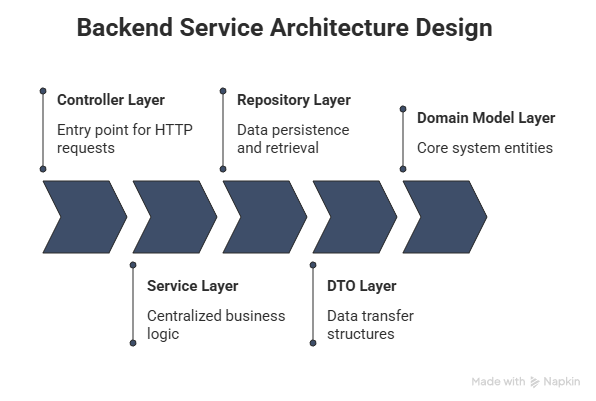 Backend Service Architecture Design
Controller Layer
Entry point for HTTP
requests
Repository Layer
Data persistence
and retrieval
Domain Model Layer
Core system entities
Service Layer
Centralized business
logic
DTO Layer
Data transfer
structures
Made with Napkin